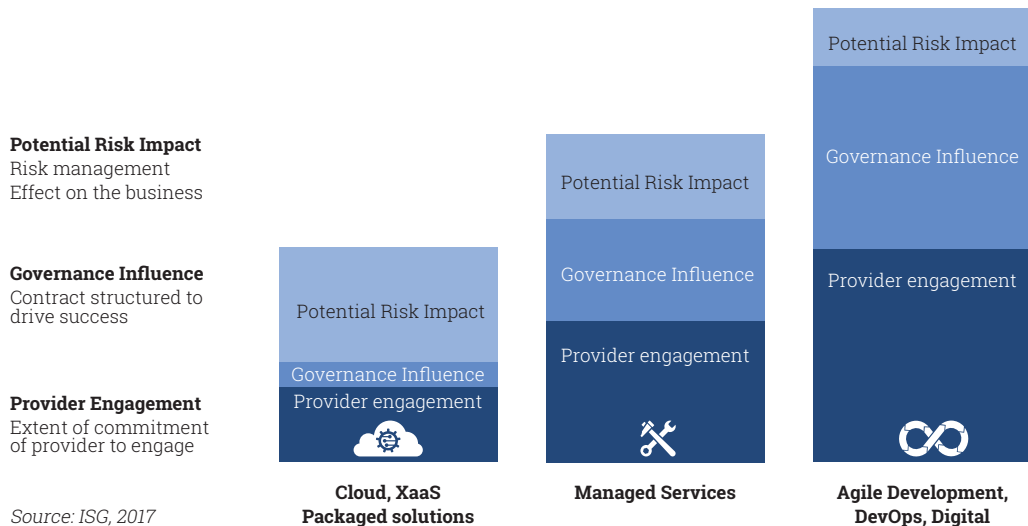 Potential Risk Impact
Risk management
Effect on the business
Governance Influence
Contract structured to
drive success
Provider Engagement
Extent of commitment
of provider to engage
Source: ISG, 2017
Potential Risk Impact
Governance Influence
Provider engagement
Cloud, XaaS
Packaged solutions
Potential Risk Impact
Governance Influence
Provider engagement
Managed Services
Potential Risk Impact
Governance Influence
Provider engagement
Agile Development,
DevOps, Digital